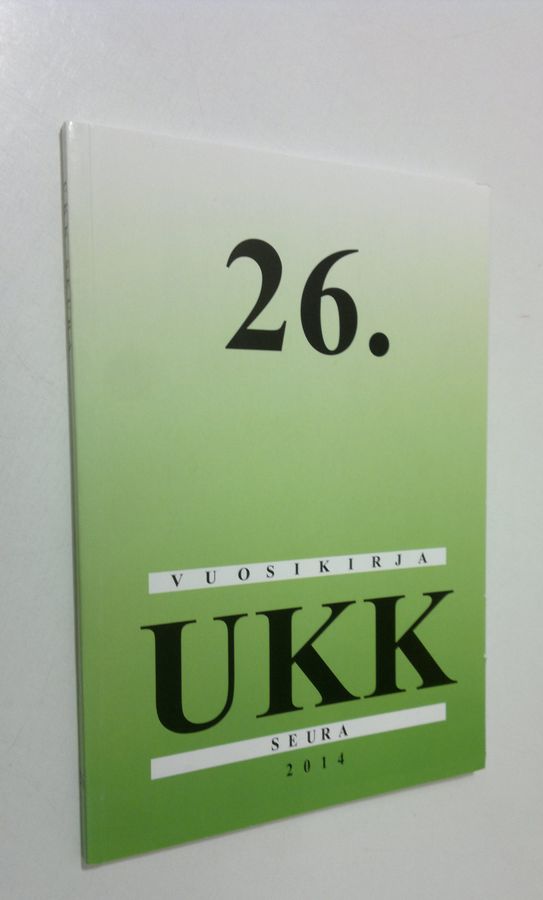 26.
VUOSIKIRJA
UKK
SEURA
2014